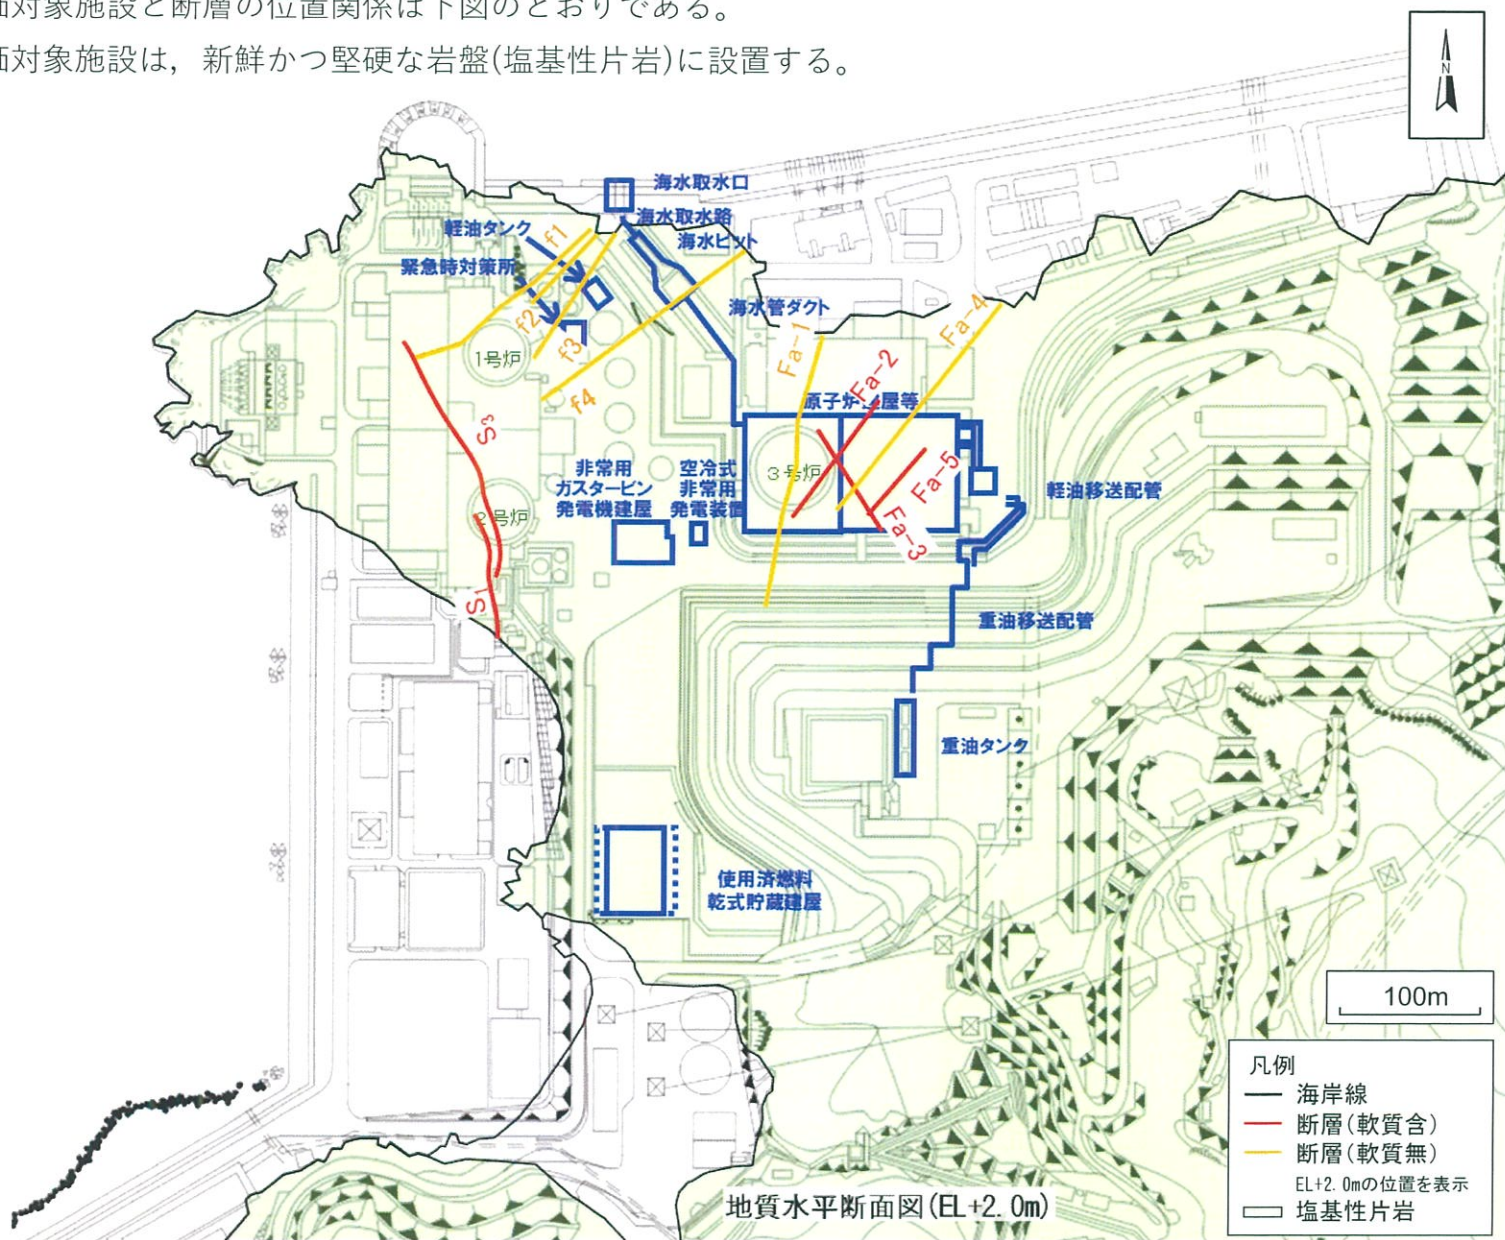 対象施設と断層の位置関係は下図のとおりである。
対象施設は，新鮮かつ堅硬な岩盤(塩基性片岩)に設置する。
N
海水取水口
海水取水路
海水ピット
軽油タンク
f1
緊急時対策所
f2
f3
f4
1号炉
海水管ダクト
Fa-1
Fa-2
Fa-4
原子炉建屋等
S3
2号炉
S1
非常用
ガスタービン
発電機建屋
空冷式
非常用
発電装置
3号炉
Fa-5
Fa-3
軽油移送配管
重油移送配管
重油タンク
使用済燃料
乾式貯蔵建屋
100m
凡例
海岸線
断層(軟質含)
断層(軟質無)
EL+2.0mの位置を表示
塩基性片岩
地質水平断面図(EL+2.0m)